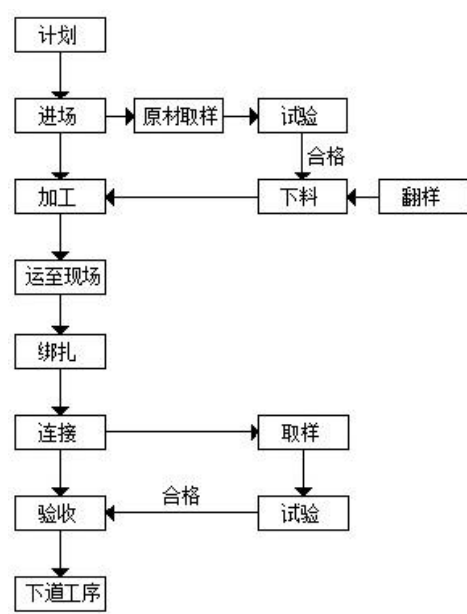 计划
进场
原材取样
试验
合格
加工
下料
翻样
运至现场
绑扎
连接
取样
合格
验收
试验
下道工序